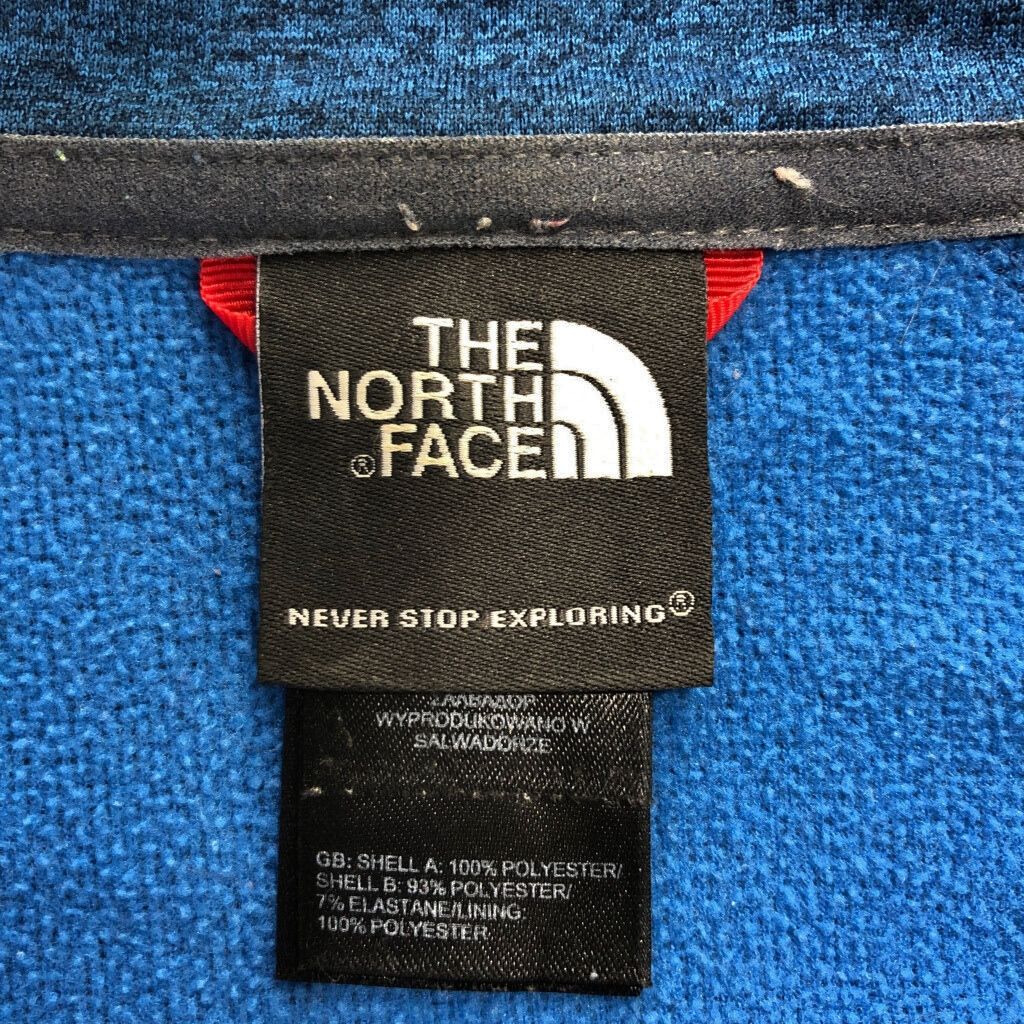 THE
NORTH
®FACE
NEVER STOP EXPLORING®
WYPRODUKOWANO W
SALWADORZE
GB: SHELL A: 100% POLYESTER/
SHELL B: 93% POLYESTER/
7% ELASTANE/LINING:
100% POLYESTER